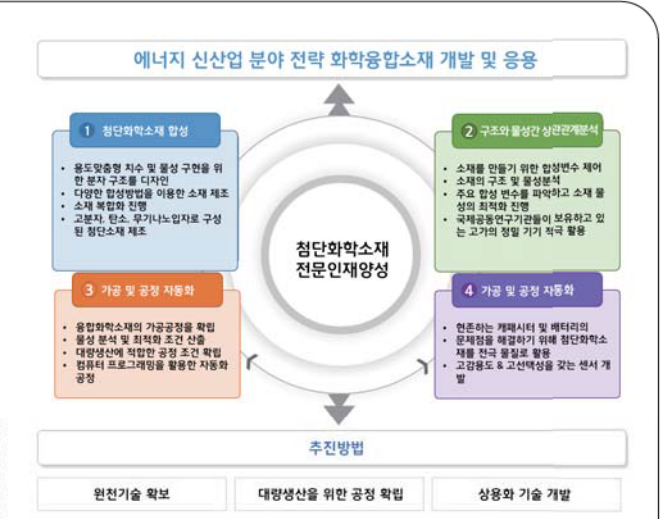 에너지 신산업 분야 전략 화학융합소재 개발 및 응용
1 첨단화학소재 합성
• 용도맞춤형 치수 및 물성 구현을 위
한 분자 구조를 디자인
• 다양한 합성방법을 이용한 소재 제조
• 소재 복합화 진행
• 고분자, 탄소, 무기나노입자로 구성
된 첨단소재 제조
2 구조와 물성간 상관관계분석
• 소재를 만들기 위한 합성변수 제어
• 소재의 구조 및 물성분석
• 주요 합성 변수를 파악하고 소재 물
성의 최적화 진행
• 국제공동연구기관들이 보유하고 있
는 고가의 정밀 기기 적극 활용
첨단화학소재
전문인재양성
3 가공 및 공정 자동화
• 융합화학소재의 가공공정을 확립
• 물성 분석 및 최적화 조건 산출
• 대량생산에 적합한 공정 조건 확립
• 컴퓨터 프로그래밍을 활용한 자동화
공정
4 가공 및 공정 자동화
• 현존하는 캐패시터 및 배터리의
• 문제점을 해결하기 위해 첨단화학소
재를 전극 물질로 활용
• 고감용도 & 고선택성을 갖는 센서 개
발
추진방법
원천기술 확보
대량생산을 위한 공정 확립
상용화 기술 개발